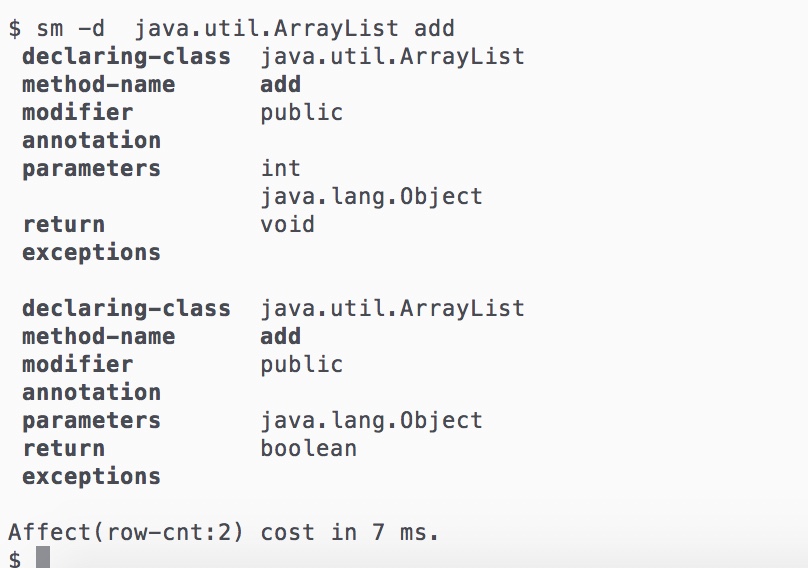 $ sm -d  java.util.ArrayList add
declaring-class  java.util.ArrayList
method-name      add
modifier         public
annotation
parameters       int
                 java.lang.Object
return           void
exceptions
declaring-class  java.util.ArrayList
method-name      add
modifier         public
annotation
parameters       java.lang.Object
return           boolean
exceptions
Affect(row-cnt:2) cost in 7 ms.
$